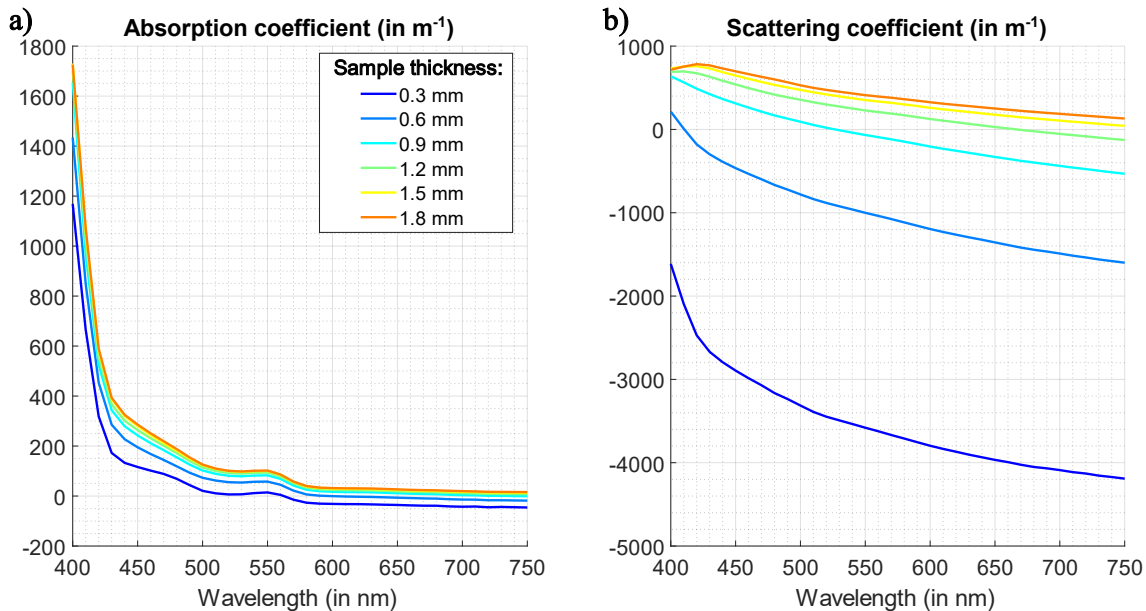 a)
Absorption coefficient (in m-1)
1800
1600
1400
1200
1000
800
600
400
200
0
-200
400
450
500
550
600
650
700
750
Wavelength (in nm)
Sample thickness:
0.3 mm
0.6 mm
0.9 mm
1.2 mm
1.5 mm
1.8 mm
b)
Scattering coefficient (in m-1)
1000
0
-1000
-2000
-3000
-4000
-5000
400
450
500
550
600
650
700
750
Wavelength (in nm)